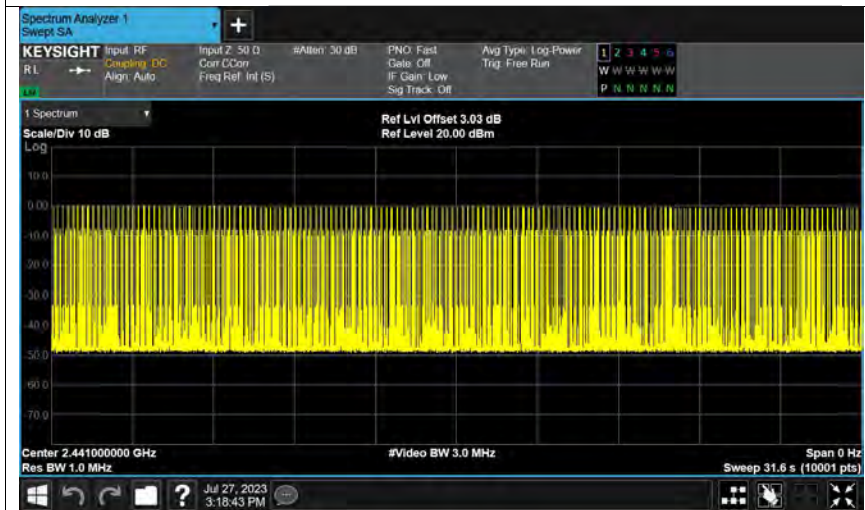 Spectrum Analyzer 1
Swept SA
+
KEYSIGHT Input: RF Input Z: 50 Ω #Atten: 30 dB PNO: Fast Avg Type: Log-Power 1 2 3 4 5 6
RL Coupling: DC Corr CCorr Gate: Off Trig: Free Run
Align: Auto Freq Ref: Int (S) IF Gain: Low W W W W W W
Sig Track: Off P N N N N N
1 Spectrum
Scale/Div 10 dB
Ref Lvl Offset 3.03 dB
Ref Level 20.00 dBm
Log
10.0
0.00
-10.0
-20.0
-30.0
-40.0
-50.0
-60.0
-70.0
Center 2.441000000 GHz #Video BW 3.0 MHz Span 0 Hz
Res BW 1.0 MHz Sweep 31.6 s (10001 pts)
? Jul 27, 2023
3:18:43 PM